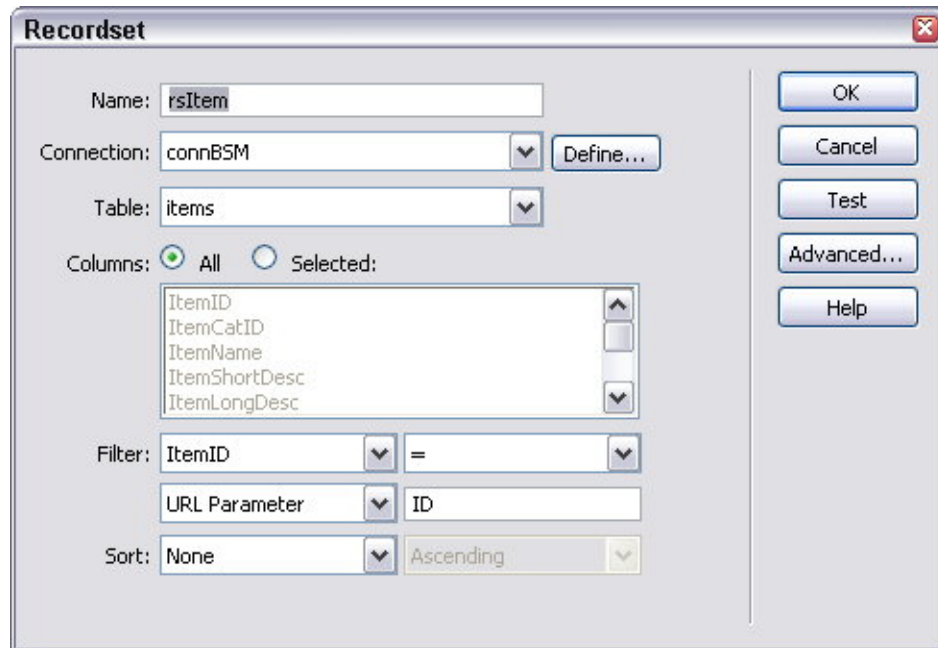 Recordset
Name: rsItem
OK
Connection: connBSM Define...
Cancel
Table: items
Test
Columns: All Selected:
Advanced...
ItemID
ItemCatID
ItemName
ItemShortDesc
ItemLongDesc
Help
Filter: ItemID =
URL Parameter ID
Sort: None Ascending